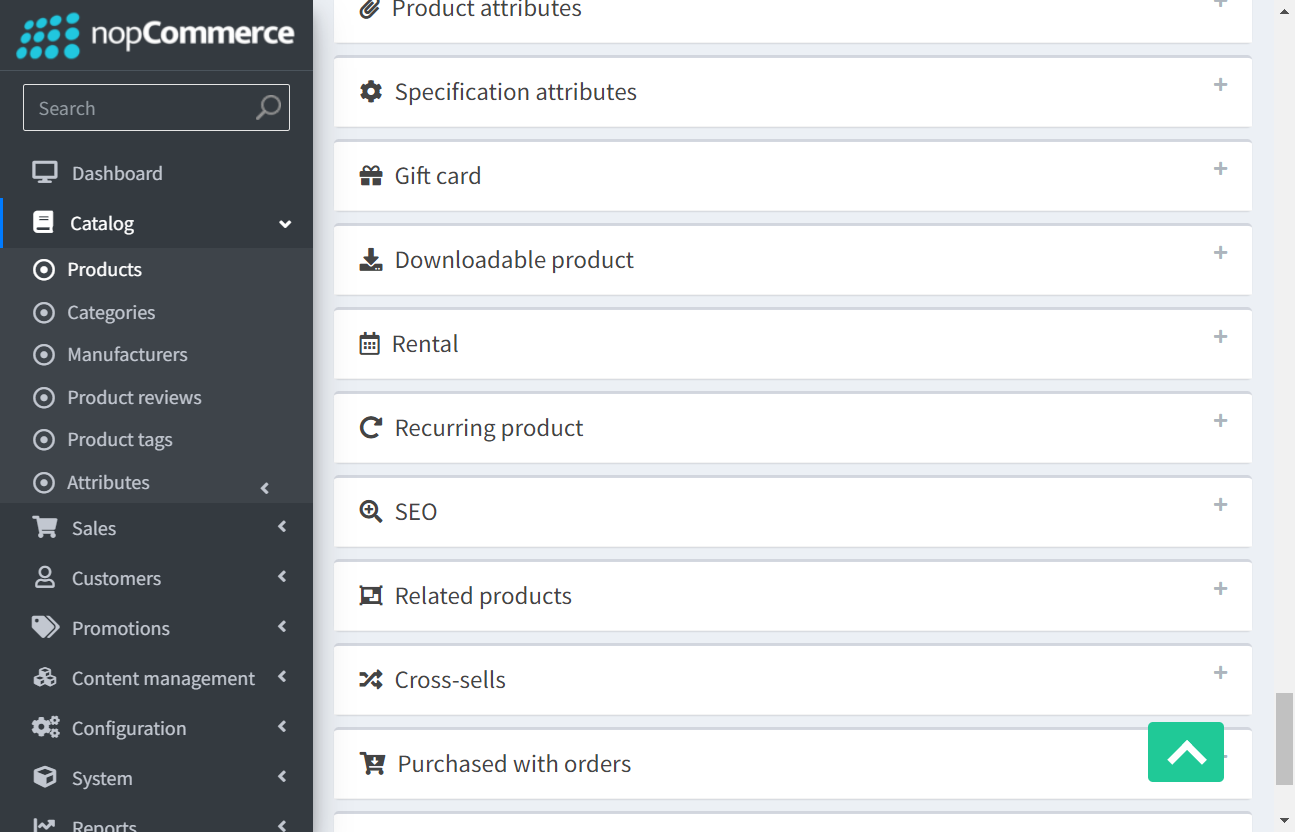 nopCommerce
Search
Dashboard
Catalog
Products
Categories
Manufacturers
Product reviews
Product tags
Attributes
Sales
Customers
Promotions
Content management
Configuration
System
Reports
Product attributes
Specification attributes
Gift card
Downloadable product
Rental
Recurring product
SEO
Related products
Cross-sells
Purchased with orders